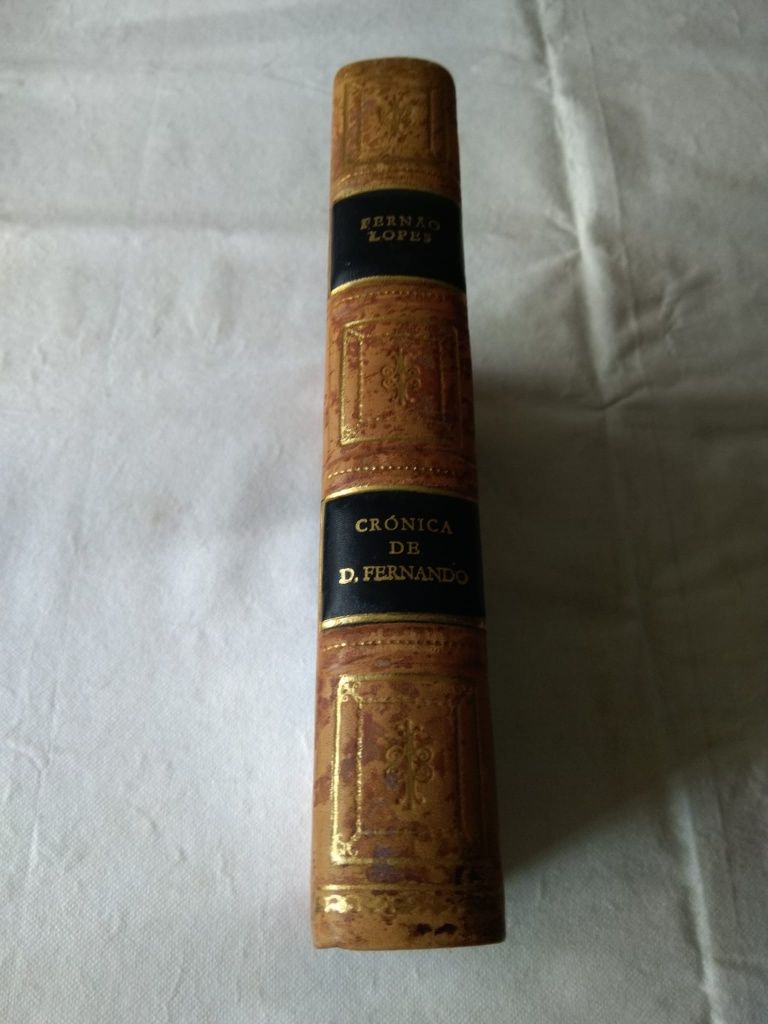 FERNÃO
LOPES
CRÓNICA
DE
D. FERNANDO